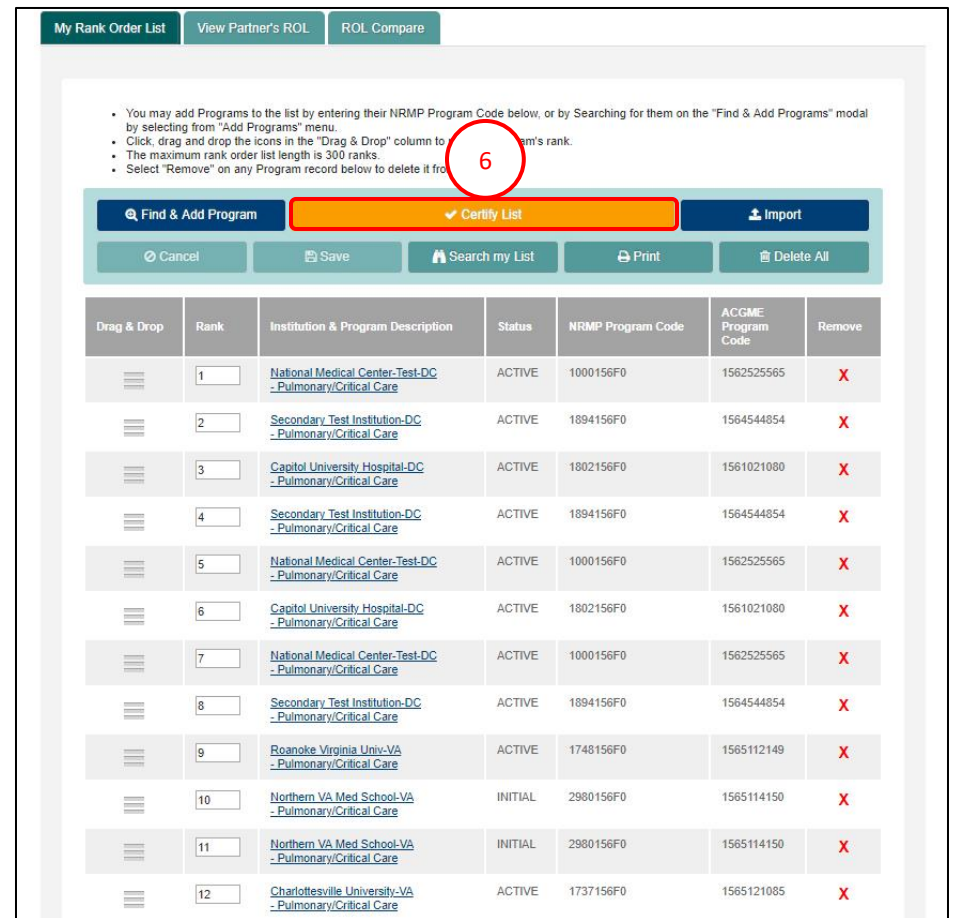 My Rank Order List View Partner's ROL ROL Compare
• You may add Programs to the list by entering their NRMP Program Code below, or by Searching for them on the "Find & Add Programs" modal
by selecting from "Add Programs" menu.
• Click, drag and drop the icons in the "Drag & Drop" column to am's rank.
• The maximum rank order list length is 300 ranks.
• Select "Remove" on any Program record below to delete it fro
6
Find & Add Program Certify List Import
Cancel Save Search my List Print Delete All
Drag & Drop Rank Institution & Program Description Status NRMP Program Code ACGME
Program
Code Remove
1 National Medical Center-Test-DC ACTIVE 1000156F0 1562525565 X
- Pulmonary/Critical Care
2 Secondary Test Institution-DC ACTIVE 1894156F0 1564544854 X
- Pulmonary/Critical Care
3 Capitol University Hospital-DC ACTIVE 1802156F0 1561021080 X
- Pulmonary/Critical Care
4 Secondary Test Institution-DC ACTIVE 1894156F0 1564544854 X
- Pulmonary/Critical Care
5 National Medical Center-Test-DC ACTIVE 1000156F0 1562525565 X
- Pulmonary/Critical Care
6 Capitol University Hospital-DC ACTIVE 1802156F0 1561021080 X
- Pulmonary/Critical Care
7 National Medical Center-Test-DC ACTIVE 1000156F0 1562525565 X
- Pulmonary/Critical Care
8 Secondary Test Institution-DC ACTIVE 1894156F0 1564544854 X
- Pulmonary/Critical Care
9 Roanoke Virginia Univ-VA ACTIVE 1748156F0 1565112149 X
- Pulmonary/Critical Care
10 Northern VA Med School-VA INITIAL 2980156F0 1565114150 X
- Pulmonary/Critical Care
11 Northern VA Med School-VA INITIAL 2980156F0 1565114150 X
- Pulmonary/Critical Care
12 Charlottesville University-VA ACTIVE 1737156F0 1565121085 X
- Pulmonary/Critical Care